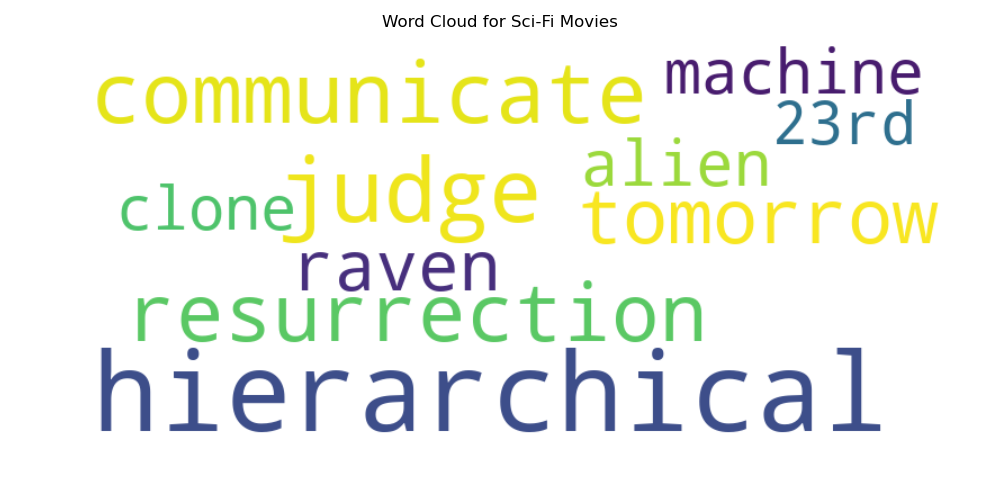 Word Cloud for Sci-Fi Movies
communicate
machine
23rd
alien
judge
clone
tomorrow
raven
resurrection
hierarchical